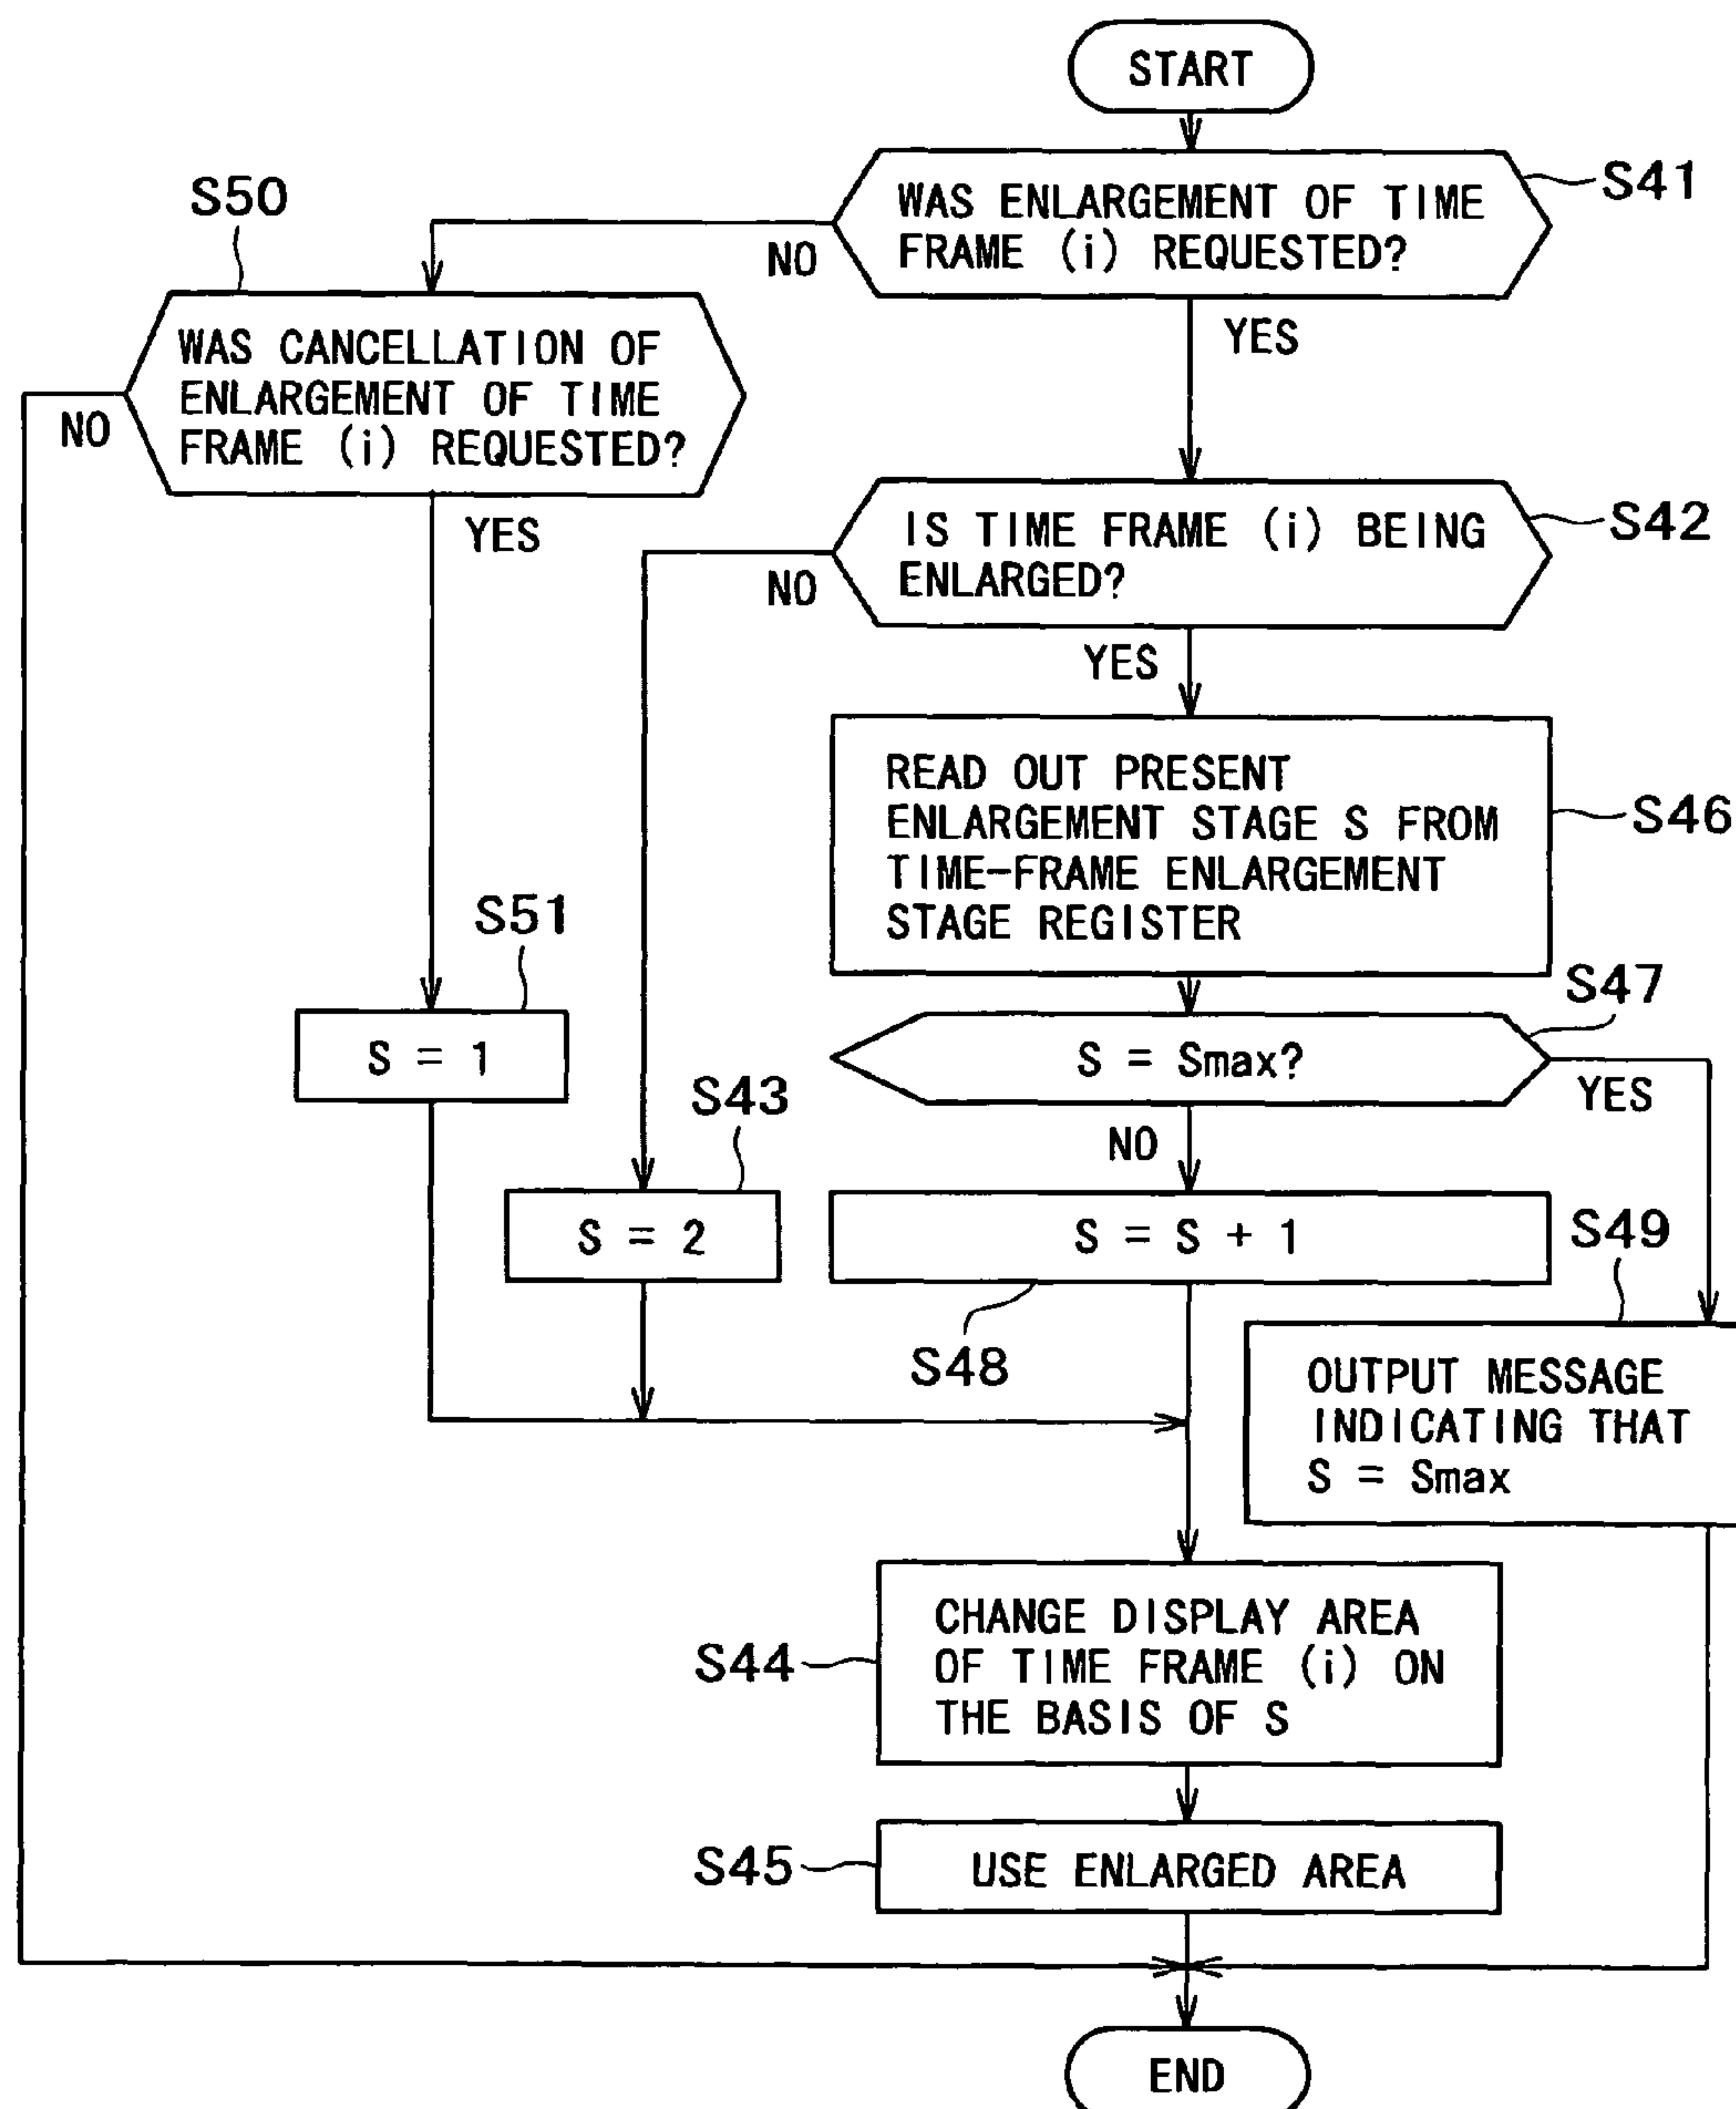 START
S41
WAS ENLARGEMENT OF TIME
FRAME (i) REQUESTED?
NO
YES
S50
WAS CANCELLATION OF
ENLARGEMENT OF TIME
FRAME (i) REQUESTED?
NO
YES
S42
IS TIME FRAME (i) BEING
ENLARGED?
NO
YES
S46
READ OUT PRESENT
ENLARGEMENT STAGE S FROM
TIME-FRAME ENLARGEMENT
STAGE REGISTER
S47
S = Smax?
YES
NO
S51
S = 1
S43
S = 2
S = S + 1
S48
S49
OUTPUT MESSAGE
INDICATING THAT
S = Smax
S44
CHANGE DISPLAY AREA
OF TIME FRAME (i) ON
THE BASIS OF S
S45
USE ENLARGED AREA
END